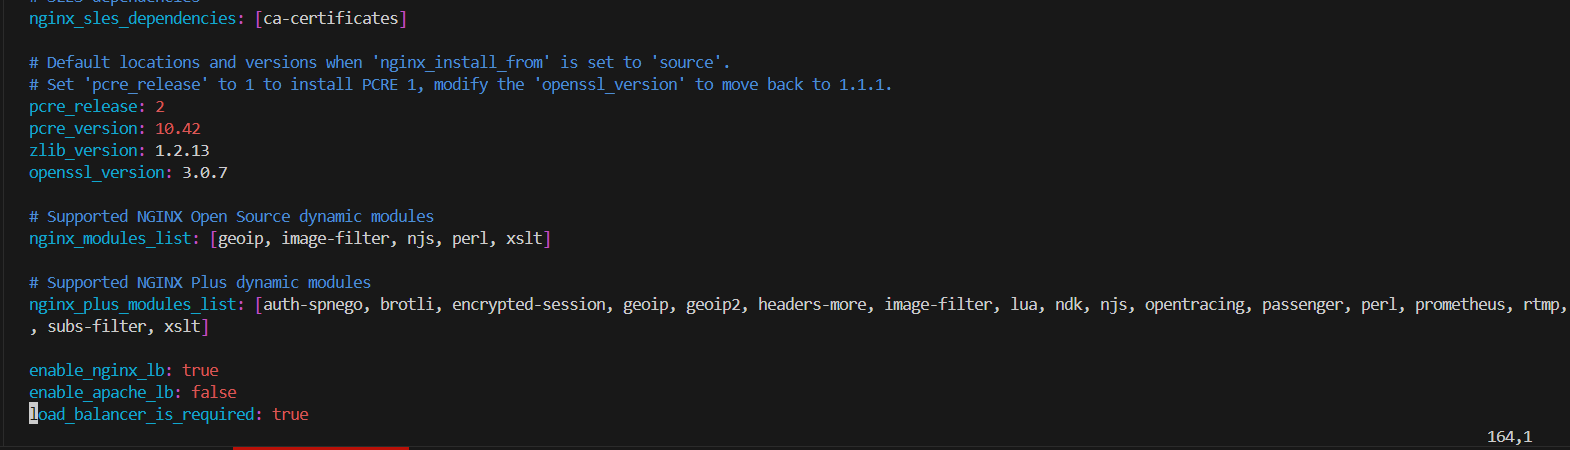 # SLES dependencies
nginx_sles_dependencies: [ca-certificates]
# Default locations and versions when 'nginx_install_from' is set to 'source'.
# Set 'pcre_release' to 1 to install PCRE 1, modify the 'openssl_version' to move back to 1.1.1.
pcre_release: 2
pcre_version: 10.42
zlib_version: 1.2.13
openssl_version: 3.0.7
# Supported NGINX Open Source dynamic modules
nginx_modules_list: [geoip, image-filter, njs, perl, xslt]
# Supported NGINX Plus dynamic modules
nginx_plus_modules_list: [auth-spnego, brotli, encrypted-session, geoip, geoip2, headers-more, image-filter, lua, ndk, njs, opentracing, passenger, perl, prometheus, rtmp,
, subs-filter, xslt]
enable_nginx_lb: true
enable_apache_lb: false
load_balancer_is_required: true
164,1